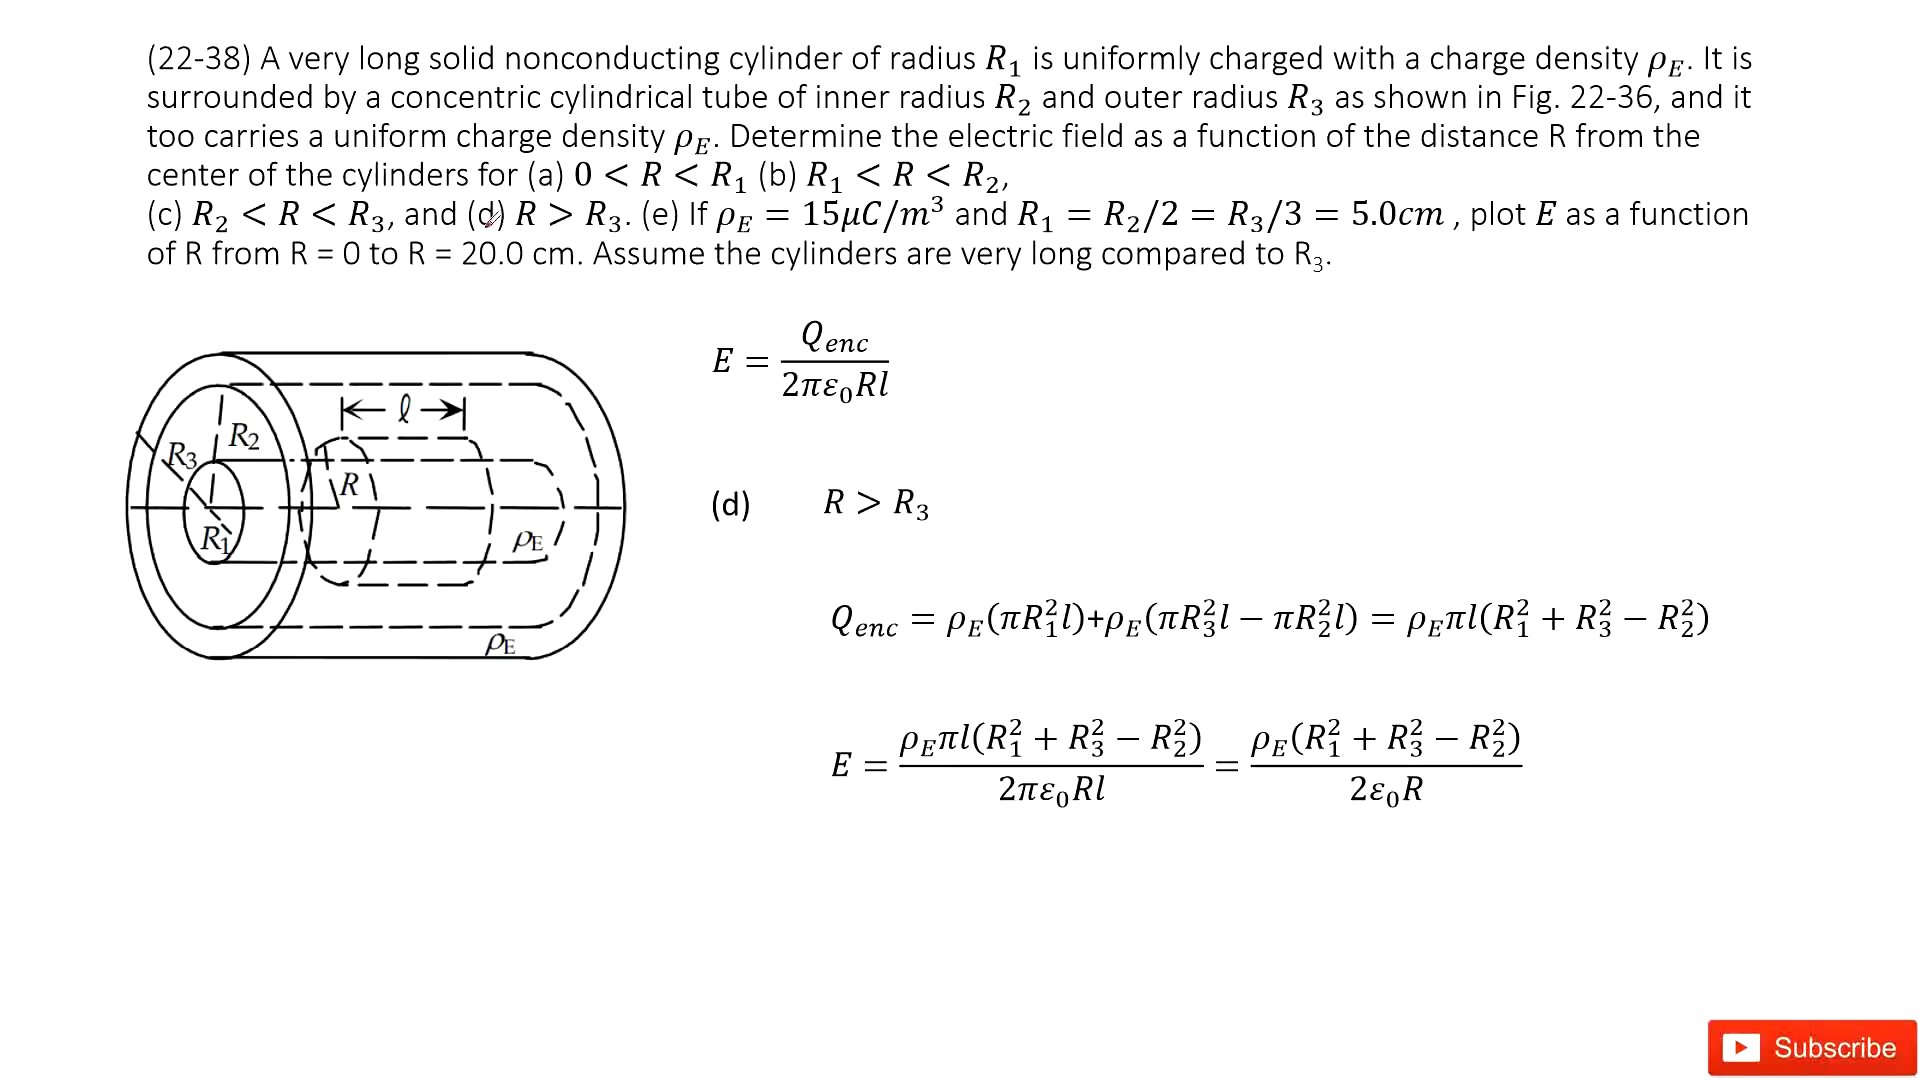 (22-38) A very long solid nonconducting cylinder of radius R₁ is uniformly charged with a charge density ρ_E. It is
surrounded by a concentric cylindrical tube of inner radius R₂ and outer radius R₃ as shown in Fig. 22-36, and it
too carries a uniform charge density ρ_E. Determine the electric field as a function of the distance R from the
center of the cylinders for (a) 0 < R < R₁ (b) R₁ < R < R₂,
(c) R₂ < R < R₃, and (d) R > R₃. (e) If ρ_E = 15μC/m³ and R₁ = R₂/2 = R₃/3 = 5.0cm , plot E as a function
of R from R = 0 to R = 20.0 cm. Assume the cylinders are very long compared to R₃.
E = Q_enc / 2πε₀Rl
ℓ
R₂
R₃
R
R₁
ρ_E
ρ_E
(d) R > R₃
Q_enc = ρ_E(πR₁²l)+ρ_E(πR₃²l − πR₂²l) = ρ_Eπl(R₁² + R₃² − R₂²)
E = ρ_Eπl(R₁² + R₃² − R₂²) / 2πε₀Rl = ρ_E(R₁² + R₃² − R₂²) / 2ε₀R
Subscribe